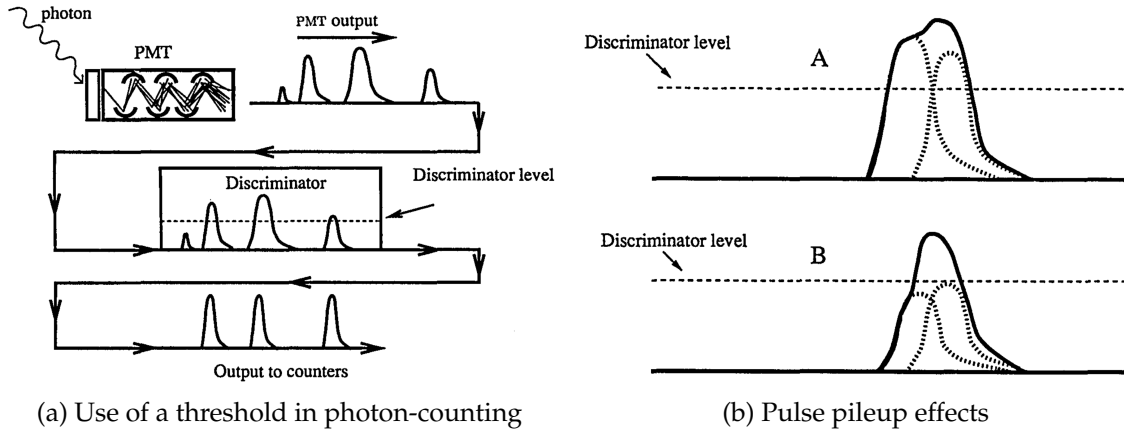 photon
PMT
PMT output
Discriminator
Discriminator level
Output to counters
(a) Use of a threshold in photon-counting
Discriminator level
A
Discriminator level
B
(b) Pulse pileup effects